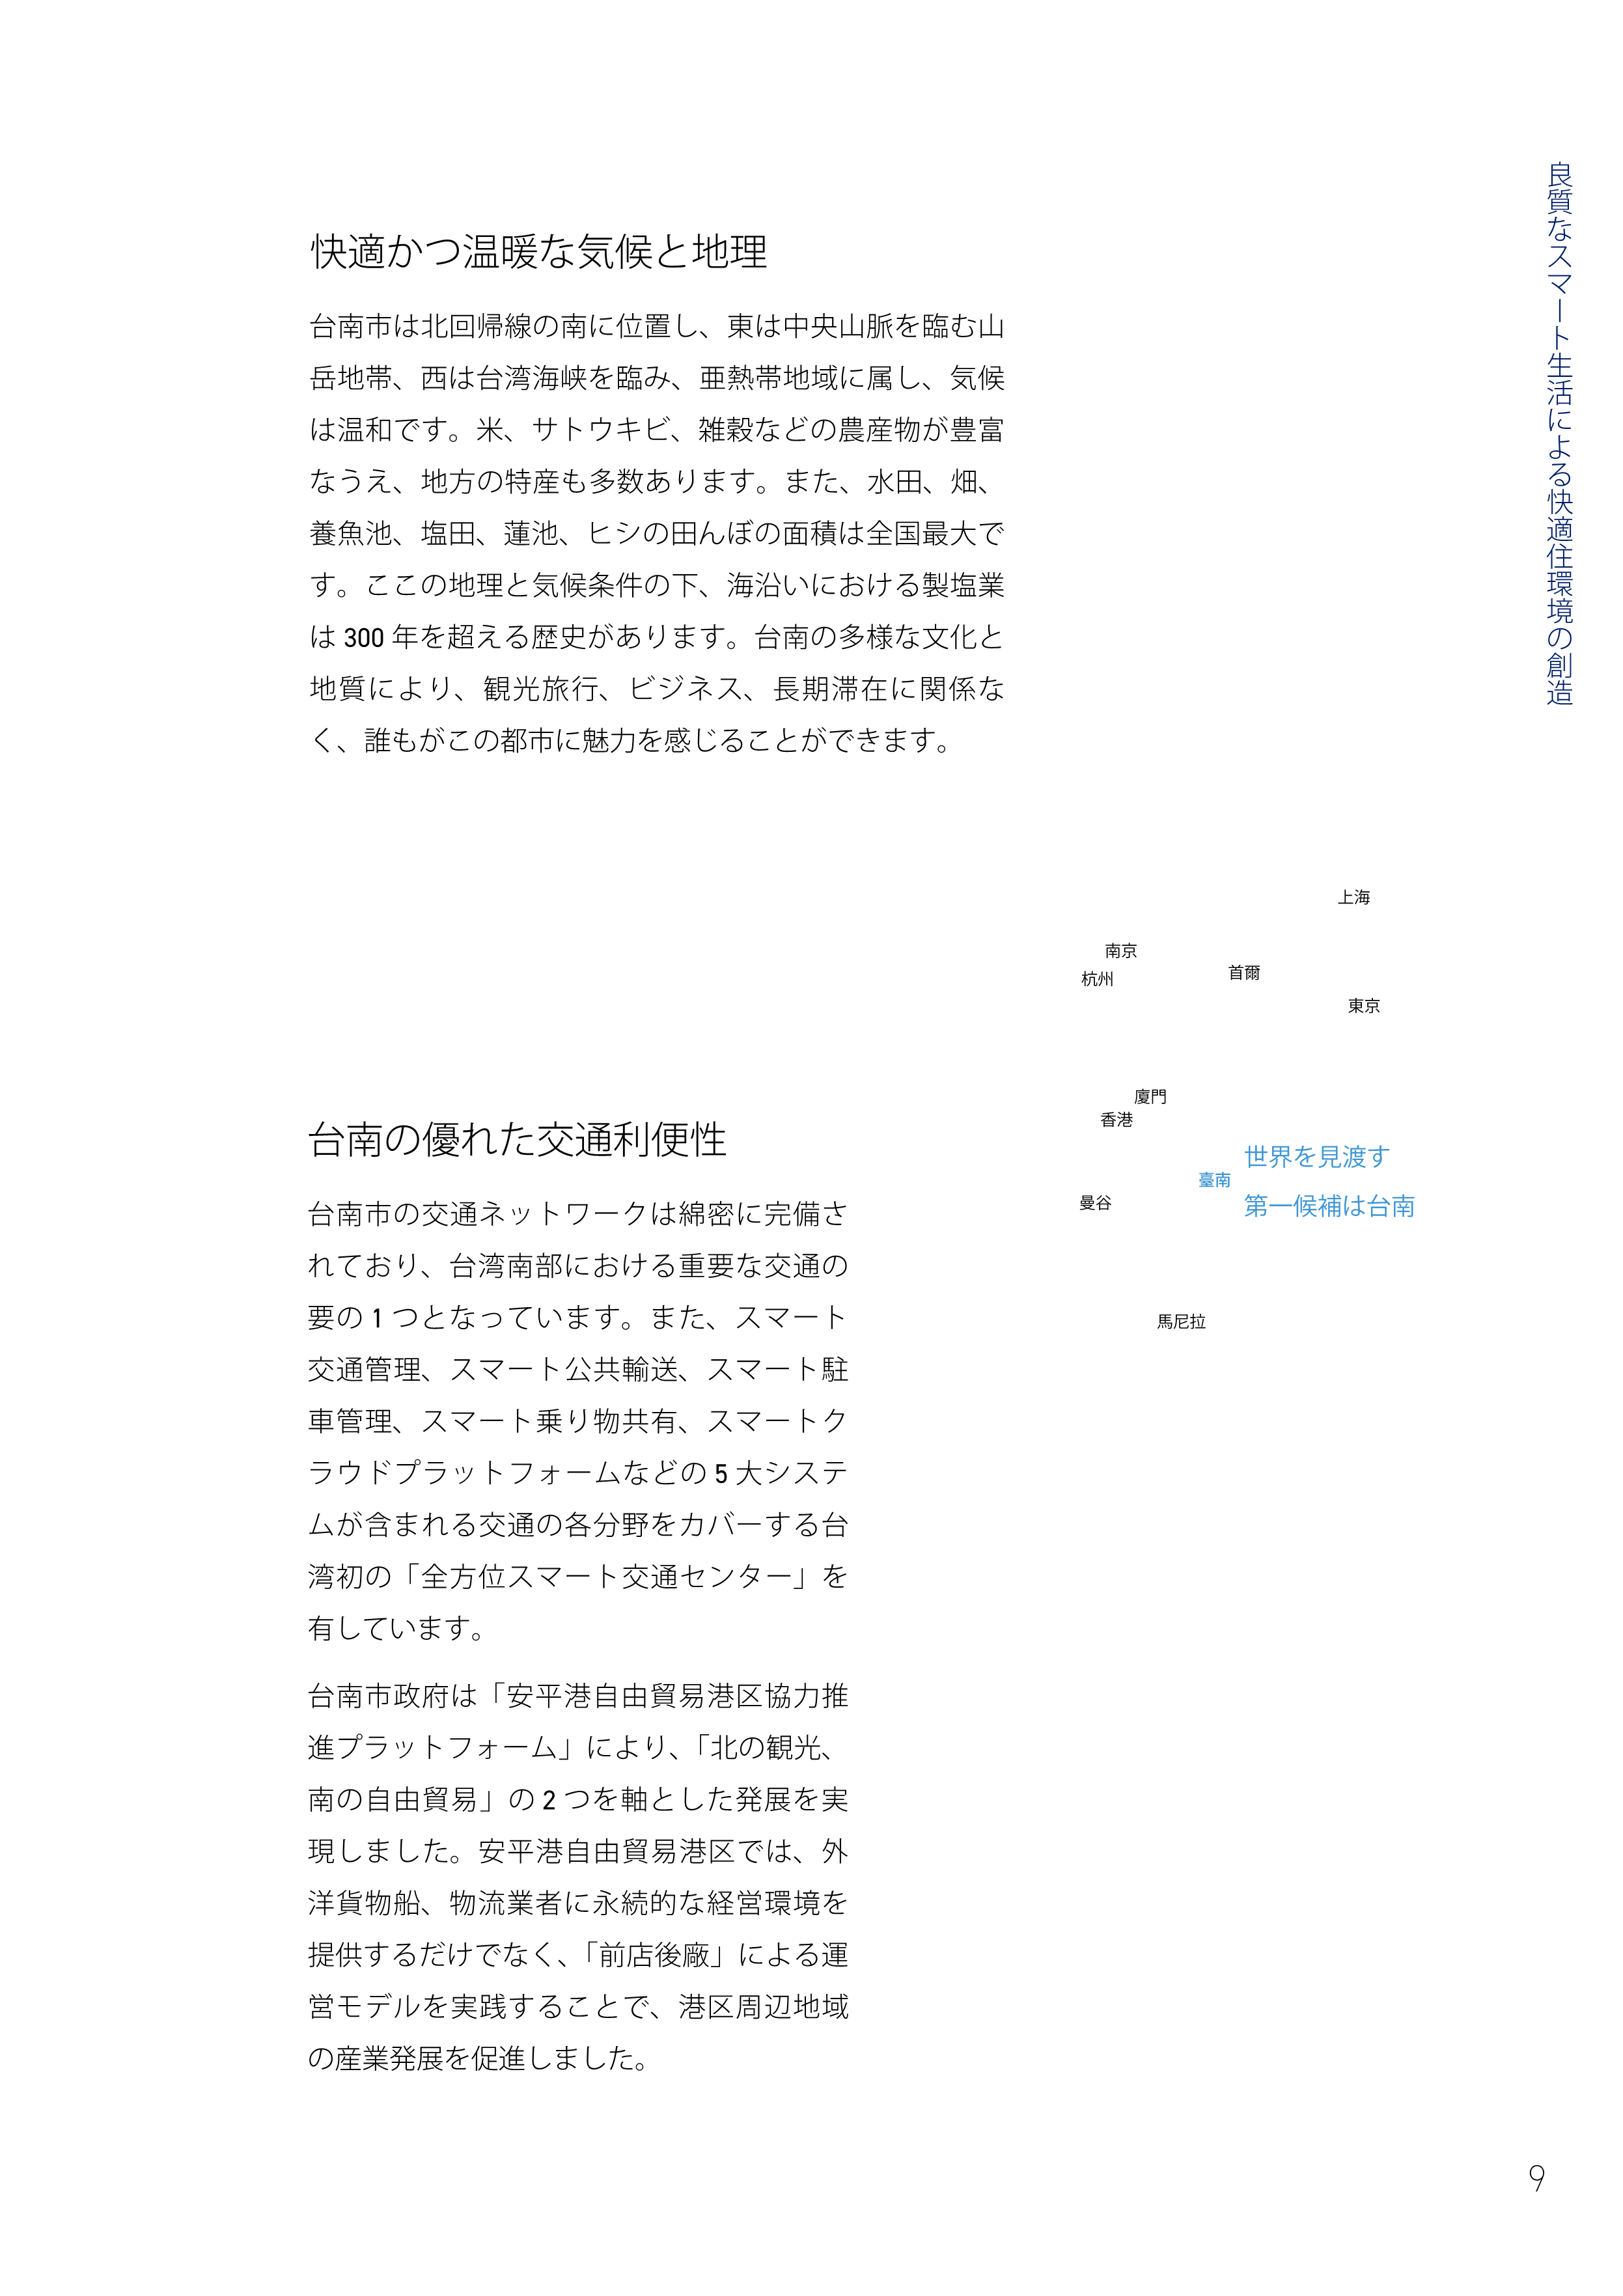 良質なスマート生活による快適住環境の創造
快適かつ温暖な気候と地理
台南市は北回帰線の南に位置し、東は中央山脈を臨む山
岳地帯、西は台湾海峡を臨み、亜熱帯地域に属し、気候
は温和です。米、サトウキビ、雑穀などの農産物が豊富
なうえ、地方の特産も多数あります。また、水田、畑、
養魚池、塩田、蓮池、ヒシの田んぼの面積は全国最大で
す。ここの地理と気候条件の下、海沿いにおける製塩業
は 300 年を超える歴史があります。台南の多様な文化と
地質により、観光旅行、ビジネス、長期滞在に関係な
く、誰もがこの都市に魅力を感じることができます。
上海
南京
杭州
首爾
東京
廈門
香港
世界を見渡す
臺南
第一候補は台南
曼谷
馬尼拉
台南の優れた交通利便性
台南市の交通ネットワークは綿密に完備さ
れており、台湾南部における重要な交通の
要の 1 つとなっています。また、スマート
交通管理、スマート公共輸送、スマート駐
車管理、スマート乗り物共有、スマートク
ラウドプラットフォームなどの 5 大システ
ムが含まれる交通の各分野をカバーする台
湾初の「全方位スマート交通センター」を
有しています。
台南市政府は「安平港自由貿易港区協力推
進プラットフォーム」により、「北の観光、
南の自由貿易」の 2 つを軸とした発展を実
現しました。安平港自由貿易港区では、外
洋貨物船、物流業者に永続的な経営環境を
提供するだけでなく、「前店後廠」による運
営モデルを実践することで、港区周辺地域
の産業発展を促進しました。
9